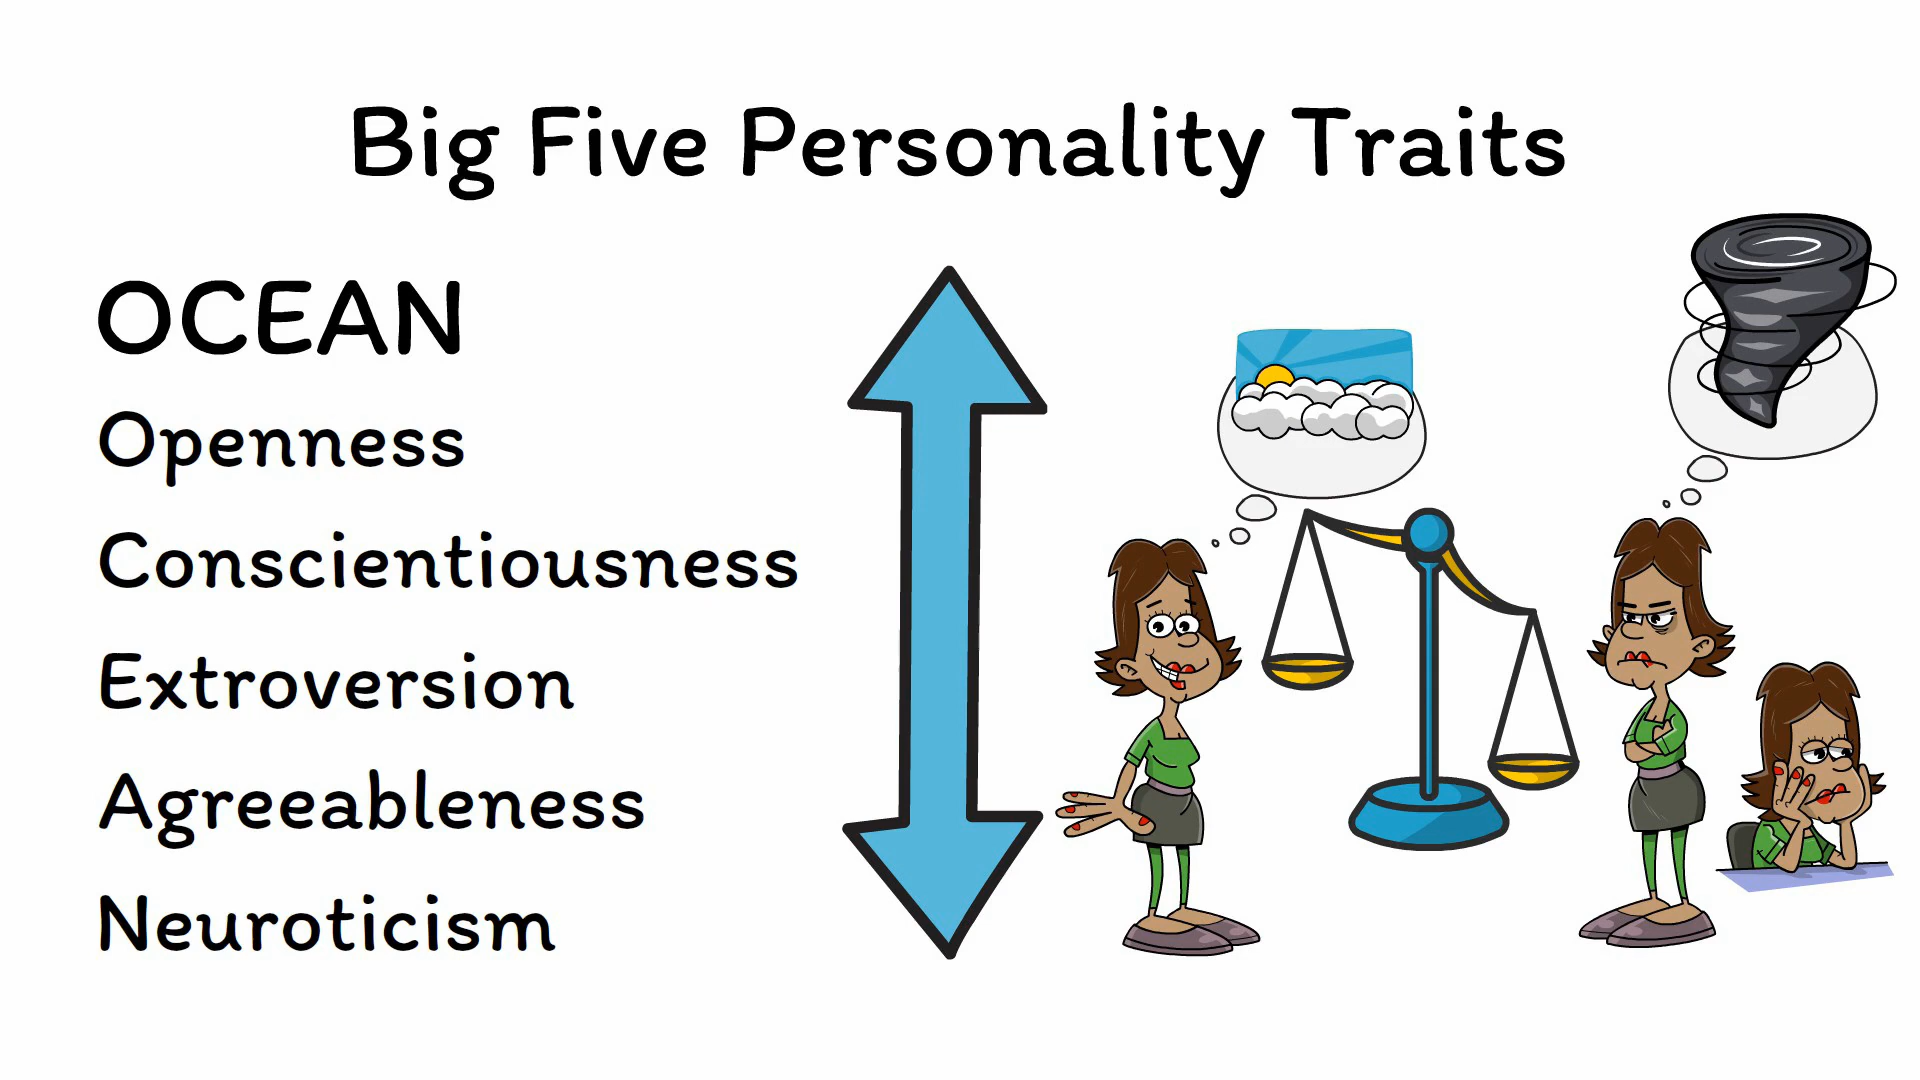 Big Five Personality Traits
OCEAN
Openness
Conscientiousness
Extroversion
Agreeableness
Neuroticism